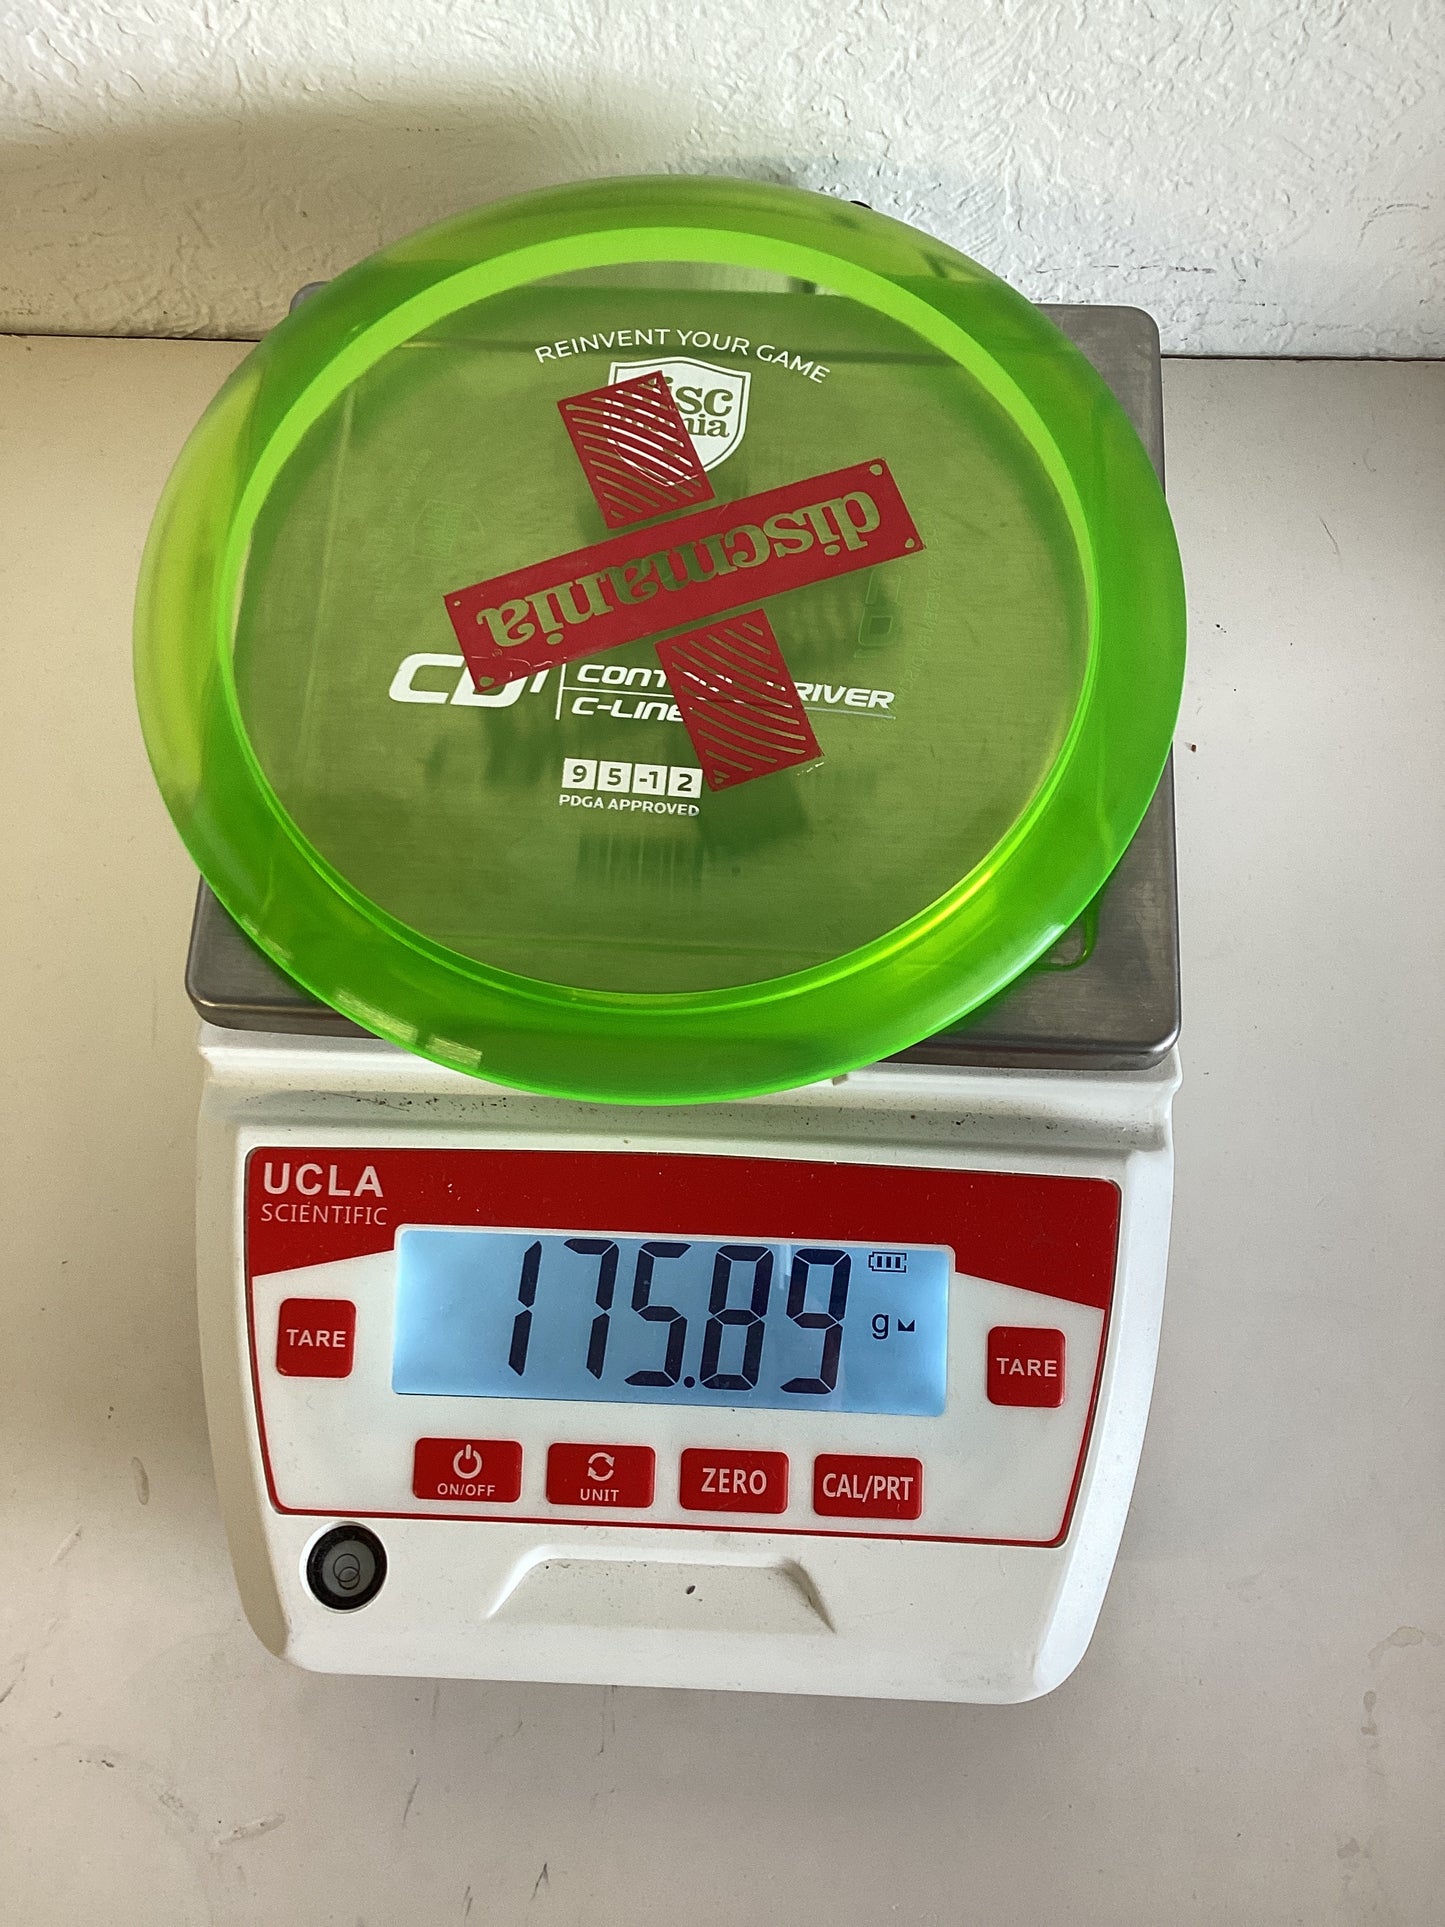 REINVENT YOUR GAME
discmania
CONT RIVER
C-LINE
9 5 -1 2
PDGA APPROVED
UCLA
SCIENTIFIC
175.89 g
TARE
TARE
ON/OFF
UNIT
ZERO
CAL/PRT